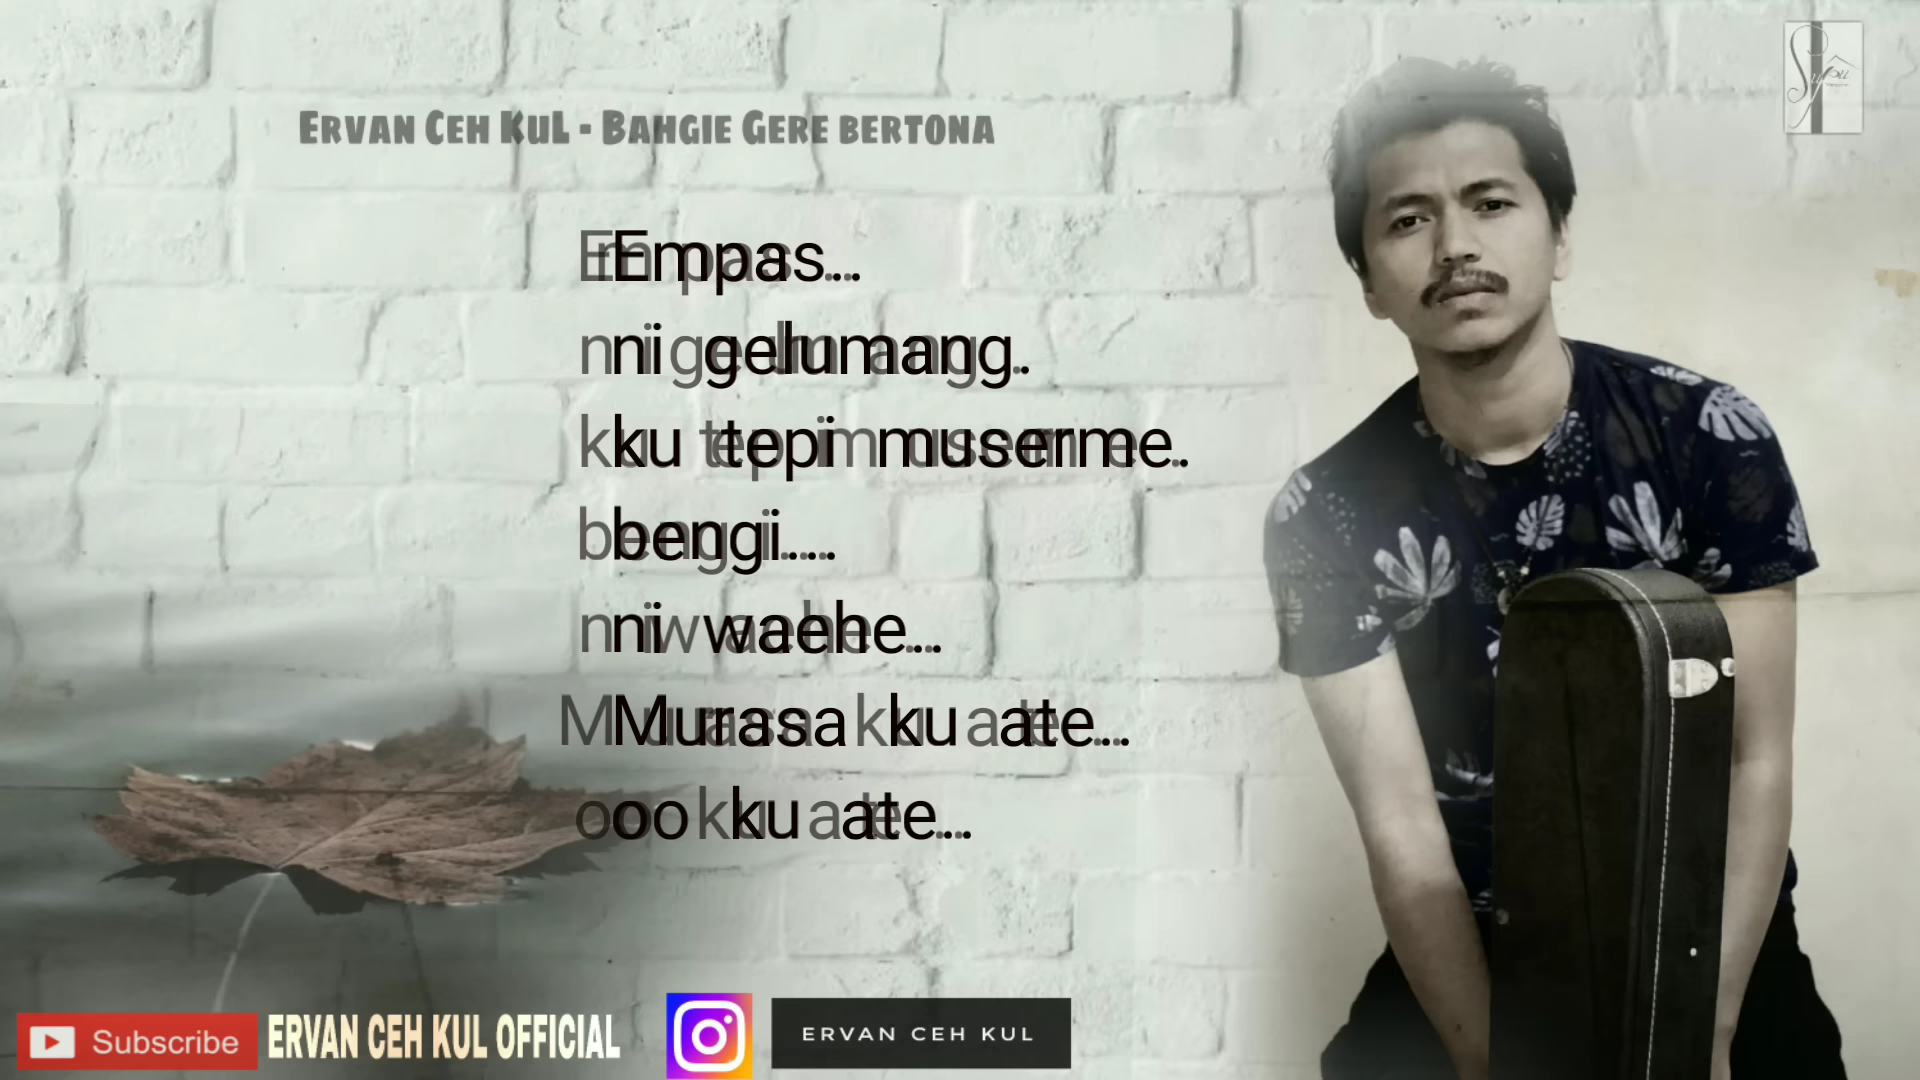 Ervan Ceh Kul - Bahgie Gere bertona
Empas...
ni gelumang.
ku tepi muserme.
bengi....
ni waehe...
Murasa ku ate...
oo ku ate...
Subscribe
ERVAN CEH KUL OFFICIAL
ERVAN CEH KUL